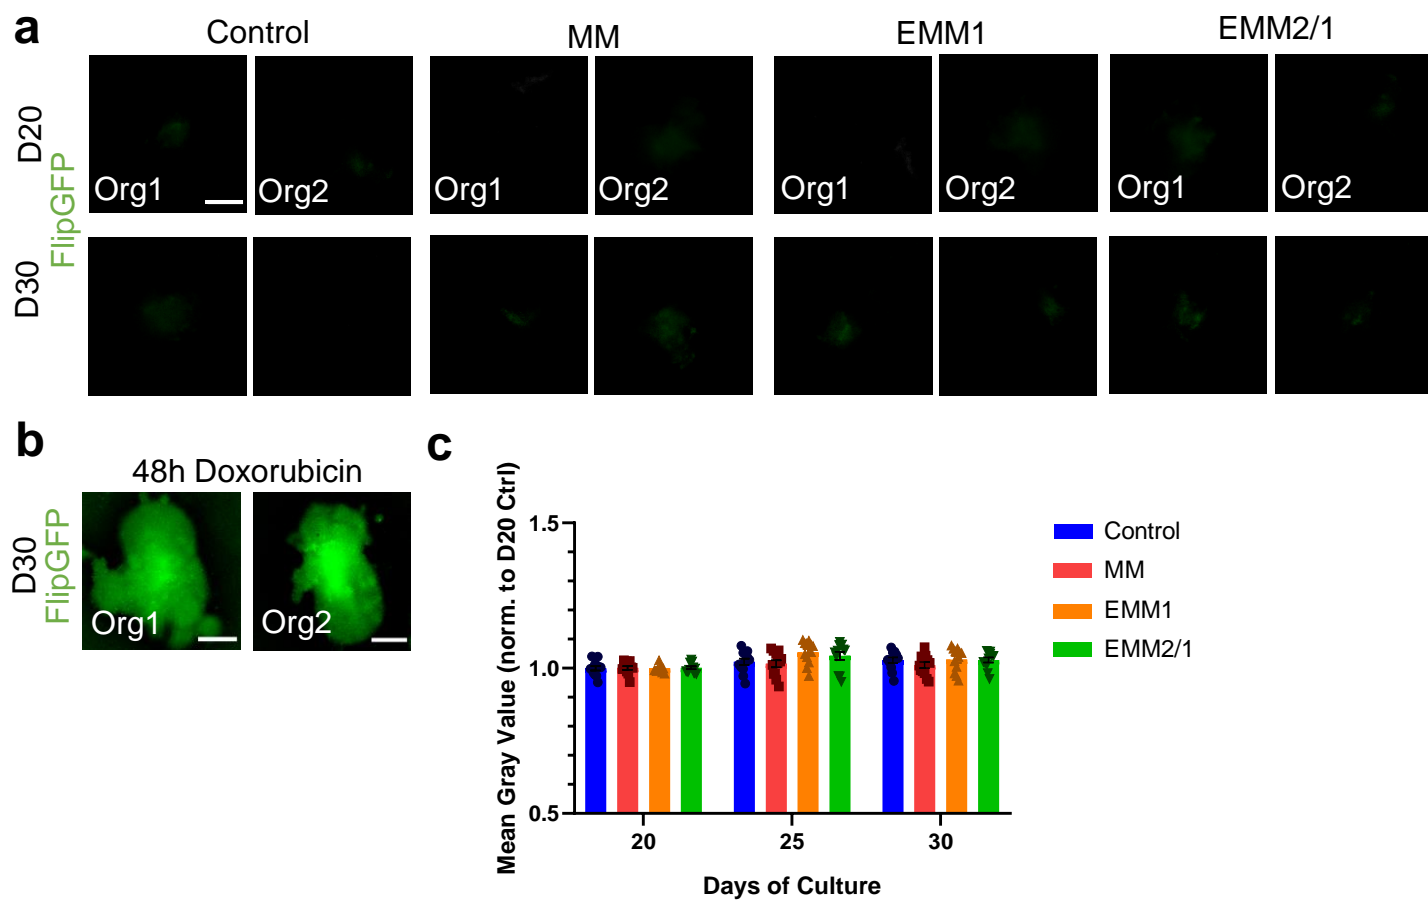 a
Control
MM
EMM1
EMM2/1
D20
FlipGFP
Org1
Org2
Org1
Org2
Org1
Org2
Org1
Org2
D30
b
48h Doxorubicin
D30
FlipGFP
Org1
Org2
c
Mean Gray Value (norm. to D20 Ctrl)
1.5
1.0
0.5
20
25
30
Days of Culture
Control
MM
EMM1
EMM2/1